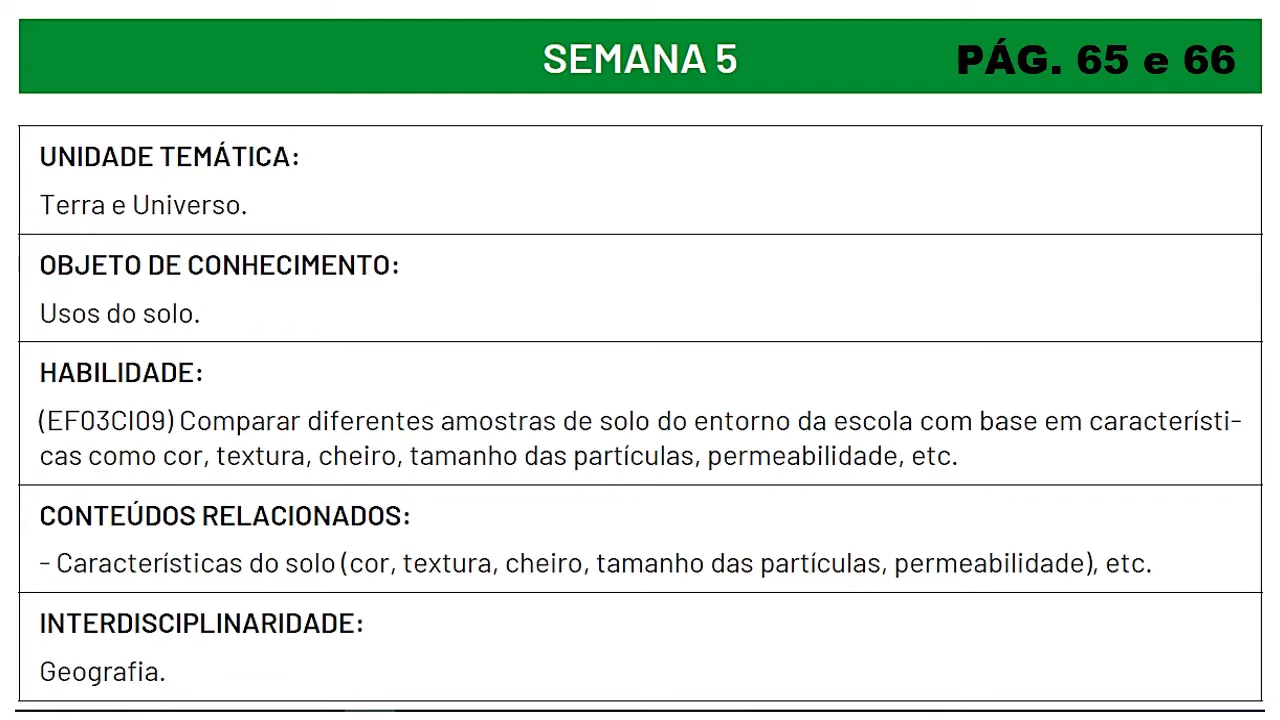 SEMANA 5 PÁG. 65 e 66
UNIDADE TEMÁTICA:
Terra e Universo.
OBJETO DE CONHECIMENTO:
Usos do solo.
HABILIDADE:
(EF03CI09) Comparar diferentes amostras de solo do entorno da escola com base em característi-
cas como cor, textura, cheiro, tamanho das partículas, permeabilidade, etc.
CONTEÚDOS RELACIONADOS:
- Características do solo (cor, textura, cheiro, tamanho das partículas, permeabilidade), etc.
INTERDISCIPLINARIDADE:
Geografia.